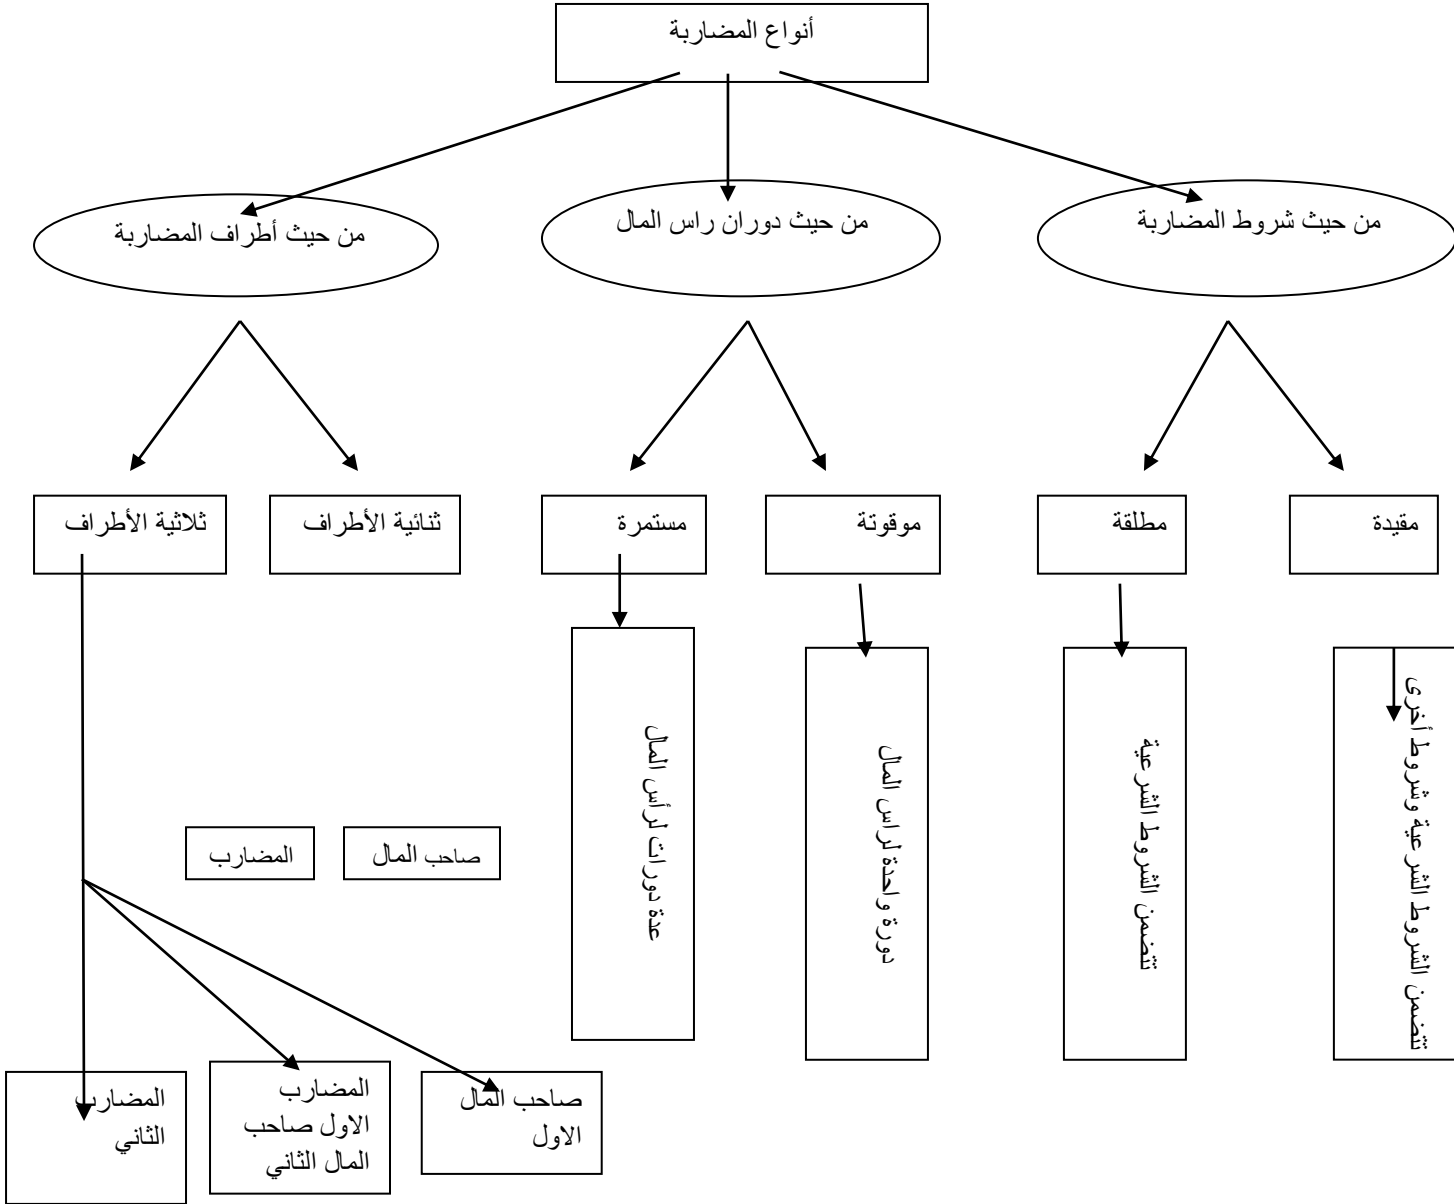 أنواع المضاربة
من حيث شروط المضاربة
من حيث دوران راس المال
من حيث أطراف المضاربة
مقيدة
مطلقة
موقوتة
مستمرة
ثنائية الأطراف
ثلاثية الأطراف
تتضمن الشروط الشرعية وشروط أخرى
تتضمن الشروط الشرعية
دورة واحدة لراس المال
عدة دورات لرأس المال
صاحب المال
المضارب
صاحب المال
الاول
المضارب
الاول صاحب
المال الثاني
المضارب
الثاني